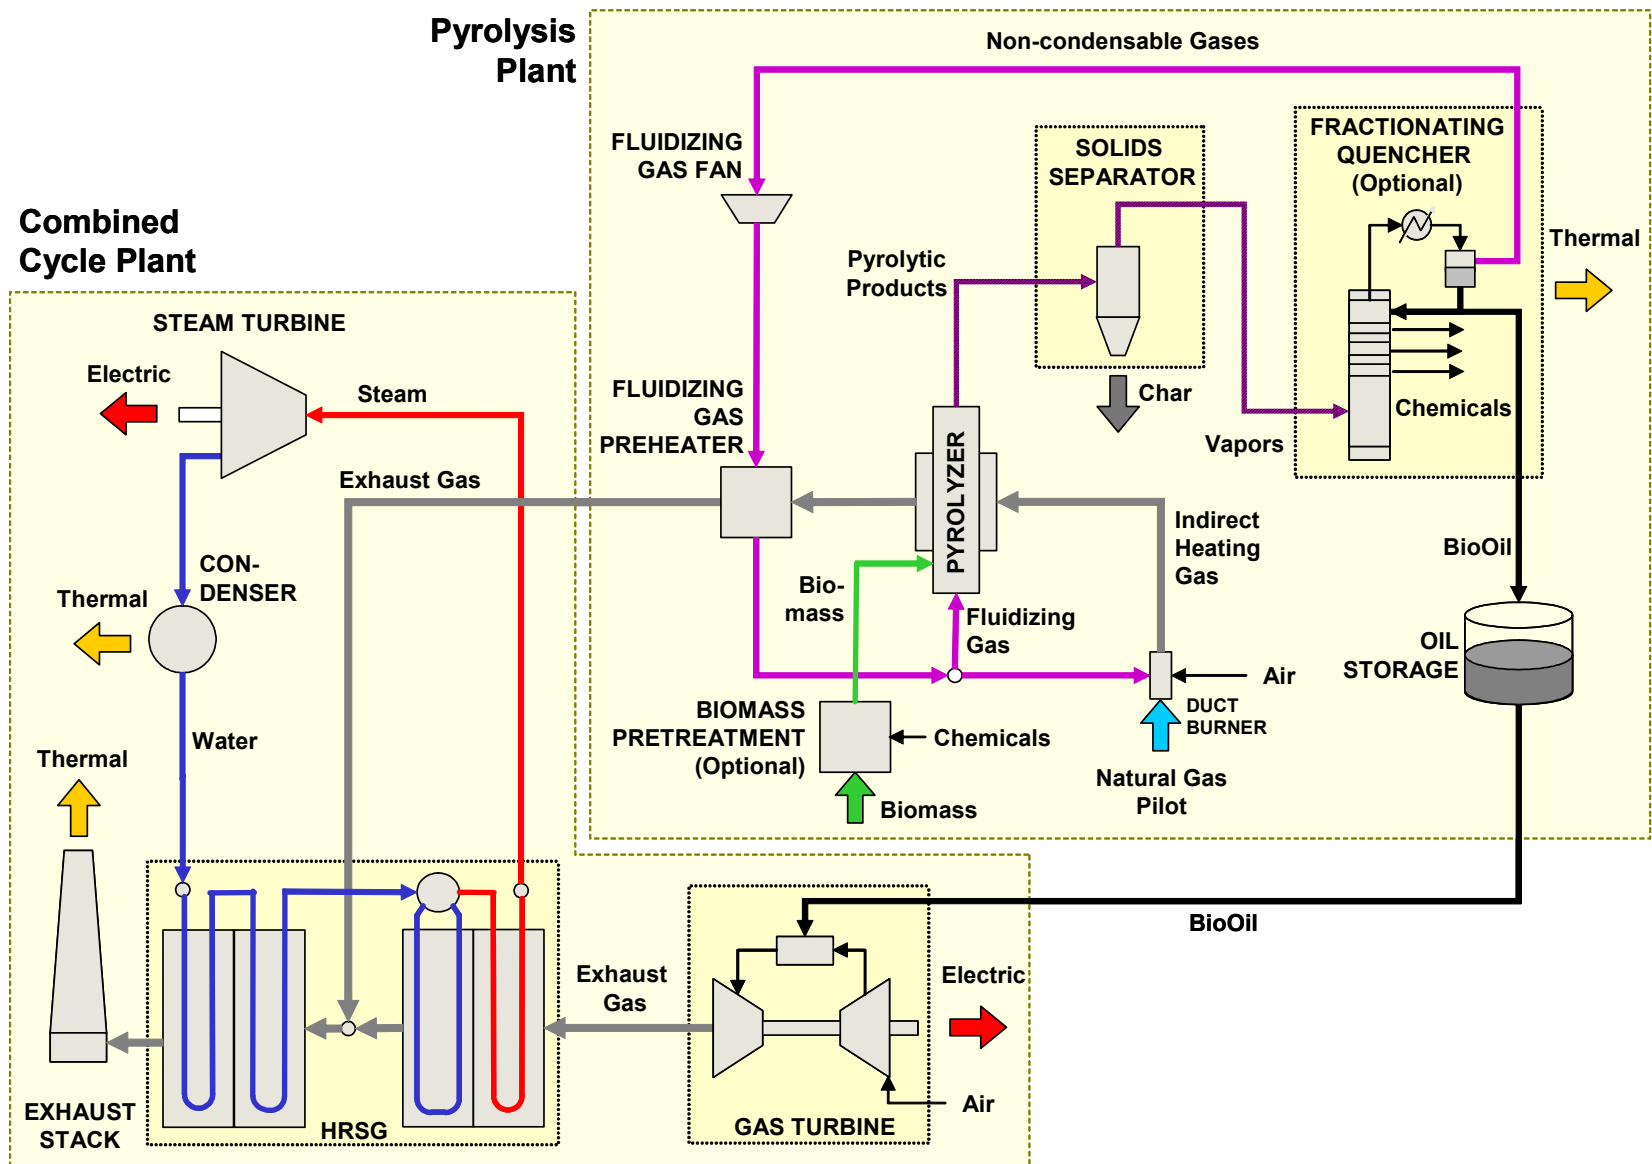 Pyrolysis
Plant
Non-condensable Gases
FLUIDIZING
GAS FAN
SOLIDS
SEPARATOR
FRACTIONATING
QUENCHER
(Optional)
Thermal
Pyrolytic
Products
Char
Chemicals
Vapors
FLUIDIZING
GAS
PREHEATER
PYROLYZER
Indirect
Heating
Gas
BioOil
Bio-
mass
Fluidizing
Gas
OIL
STORAGE
Air
DUCT
BURNER
BIOMASS
PRETREATMENT
(Optional)
Chemicals
Natural Gas
Pilot
Biomass
Combined
Cycle Plant
STEAM TURBINE
Electric
Steam
Exhaust Gas
CON-
DENSER
Thermal
Water
Thermal
BioOil
Exhaust
Gas
Electric
Air
EXHAUST
STACK
HRSG
GAS TURBINE